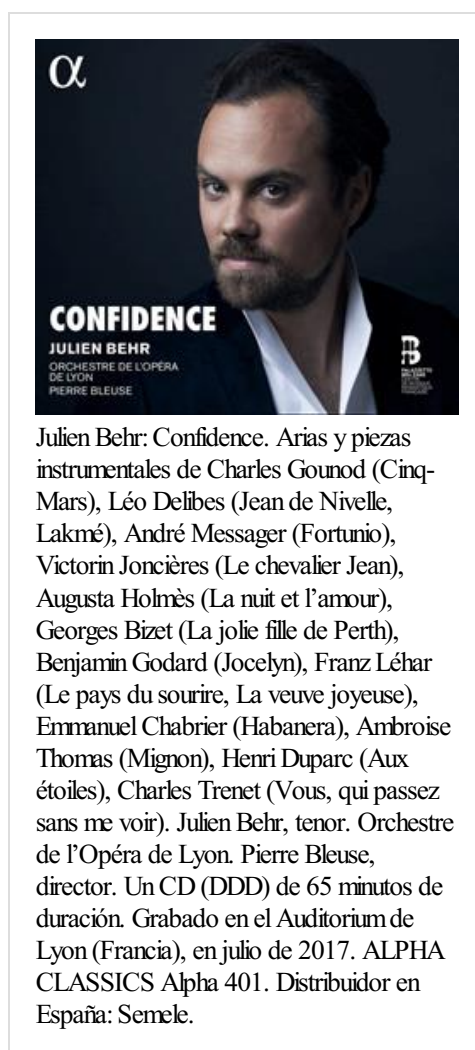 α
CONFIDENCE
JULIEN BEHR
ORCHESTRE DE L'OPÉRA
DE LYON
PIERRE BLEUSE
Julien Behr: Confidence. Arias y piezas
instrumentales de Charles Gounod (Cinq-
Mars), Léo Delibes (Jean de Nivelle,
Lakmé), André Messager (Fortunio),
Victorin Joncières (Le chevalier Jean),
Augusta Holmès (La nuit et l’amour),
Georges Bizet (La jolie fille de Perth),
Benjamin Godard (Jocelyn), Franz Léhar
(Le pays du sourire, La veuve joyeuse),
Emmanuel Chabrier (Habanera), Ambroise
Thomas (Mignon), Henri Duparc (Aux
étoiles), Charles Trenet (Vous, qui passez
sans me voir). Julien Behr, tenor. Orchestre
de l’Opéra de Lyon. Pierre Bleuse,
director. Un CD (DDD) de 65 minutos de
duración. Grabado en el Auditorium de
Lyon (Francia), en julio de 2017. ALPHA
CLASSICS Alpha 401. Distribuidor en
España: Semele.